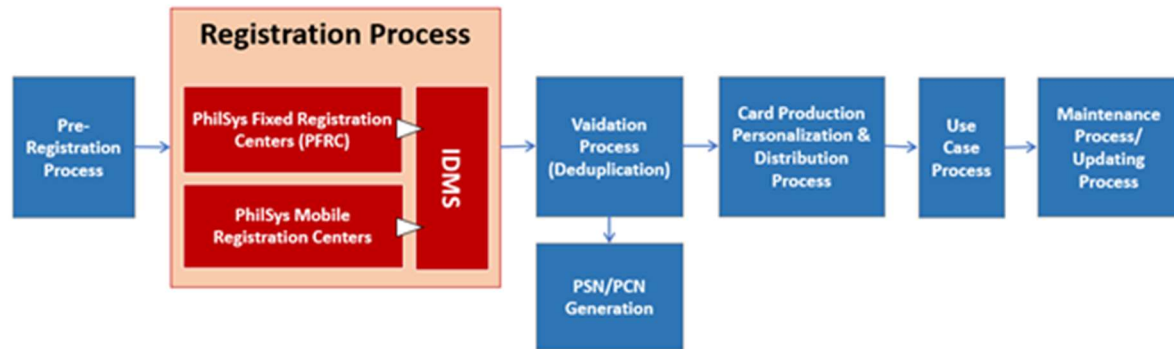 Registration Process
Pre-
Registration
Process
PhilSys Fixed Registration
Centers (PFRC)
PhilSys Mobile
Registration Centers
IDMS
Vaidation
Process
(Deduplication)
PSN/PCN
Generation
Card Production
Personalization &
Distribution
Process
Use
Case
Process
Maintenance
Process/
Updating
Process